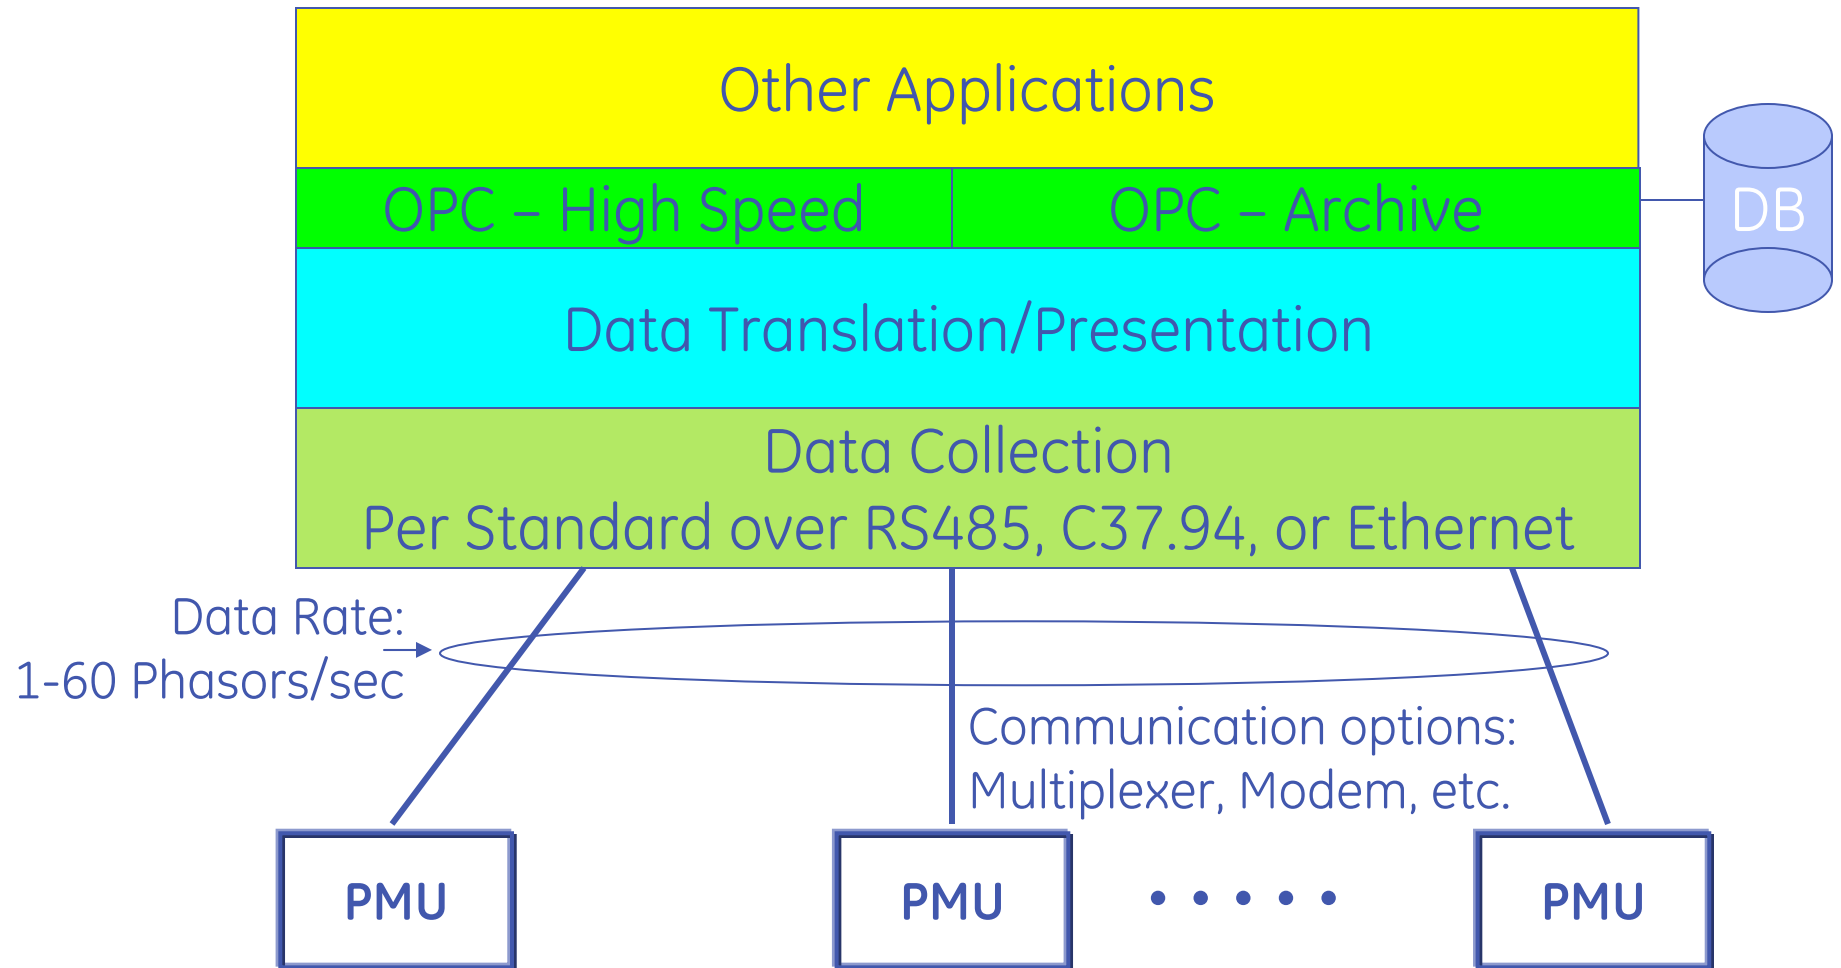 Other Applications
OPC – High Speed
OPC – Archive
DB
Data Translation/Presentation
Data Collection
Per Standard over RS485, C37.94, or Ethernet
Data Rate:
1-60 Phasors/sec
Communication options:
Multiplexer, Modem, etc.
PMU
PMU
PMU